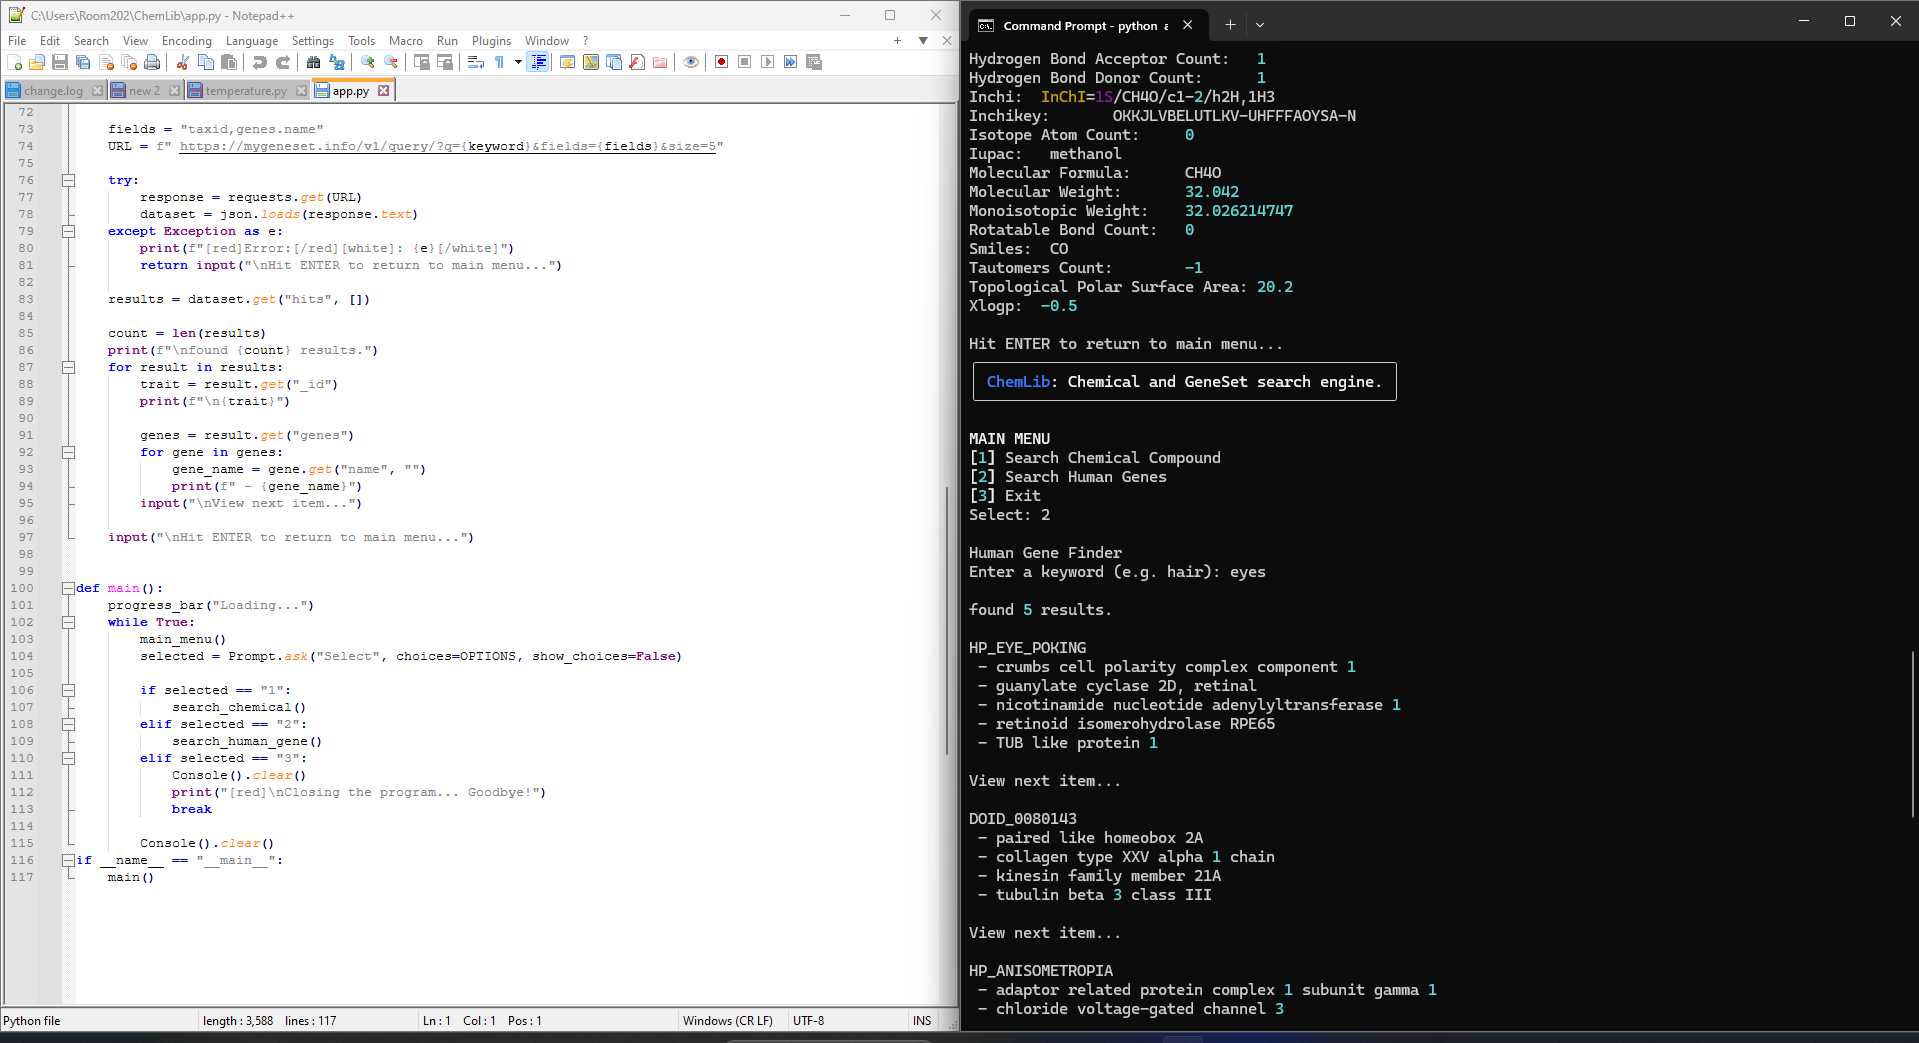 C:\Users\Room202\ChemLib\app.py - Notepad++
File Edit Search View Encoding Language Settings Tools Macro Run Plugins Window ?
change.log new 2 temperature.py app.py
72
73 fields = "taxid,genes.name"
74 URL = f" https://mygeneset.info/v1/query/?q={keyword}&fields={fields}&size=5"
75
76 try:
77 response = requests.get(URL)
78 dataset = json.loads(response.text)
79 except Exception as e:
80 print(f"[red]Error:[/red][white]: {e}[/white]")
81 return input("\nHit ENTER to return to main menu...")
82
83 results = dataset.get("hits", [])
84
85 count = len(results)
86 print(f"\nfound {count} results.")
87 for result in results:
88 trait = result.get("_id")
89 print(f"\n{trait}")
90
91 genes = result.get("genes")
92 for gene in genes:
93 gene_name = gene.get("name", "")
94 print(f" - {gene_name}")
95 input("\nView next item...")
96
97 input("\nHit ENTER to return to main menu...")
98
99
100 def main():
101 progress_bar("Loading...")
102 while True:
103 main_menu()
104 selected = Prompt.ask("Select", choices=OPTIONS, show_choices=False)
105
106 if selected == "1":
107 search_chemical()
108 elif selected == "2":
109 search_human_gene()
110 elif selected == "3":
111 Console().clear()
112 print("[red]\nClosing the program... Goodbye!")
113 break
114
115 Console().clear()
116 if __name__ == "__main__":
117 main()
Python file length : 3,588 lines : 117 Ln : 1 Col : 1 Pos : 1 Windows (CR LF) UTF-8 INS
Command Prompt - python a
Hydrogen Bond Acceptor Count: 1
Hydrogen Bond Donor Count: 1
Inchi: InChI=1S/CH4O/c1-2/h2H,1H3
Inchikey: OKKJLVBELUTLKV-UHFFFAOYSA-N
Isotope Atom Count: 0
Iupac: methanol
Molecular Formula: CH4O
Molecular Weight: 32.042
Monoisotopic Weight: 32.026214747
Rotatable Bond Count: 0
Smiles: CO
Tautomers Count: -1
Topological Polar Surface Area: 20.2
Xlogp: -0.5
Hit ENTER to return to main menu...
ChemLib: Chemical and GeneSet search engine.
MAIN MENU
[1] Search Chemical Compound
[2] Search Human Genes
[3] Exit
Select: 2
Human Gene Finder
Enter a keyword (e.g. hair): eyes
found 5 results.
HP_EYE_POKING
- crumbs cell polarity complex component 1
- guanylate cyclase 2D, retinal
- nicotinamide nucleotide adenylyltransferase 1
- retinoid isomerohydrolase RPE65
- TUB like protein 1
View next item...
DOID_0080143
- paired like homeobox 2A
- collagen type XXV alpha 1 chain
- kinesin family member 21A
- tubulin beta 3 class III
View next item...
HP_ANISOMETROPIA
- adaptor related protein complex 1 subunit gamma 1
- chloride voltage-gated channel 3